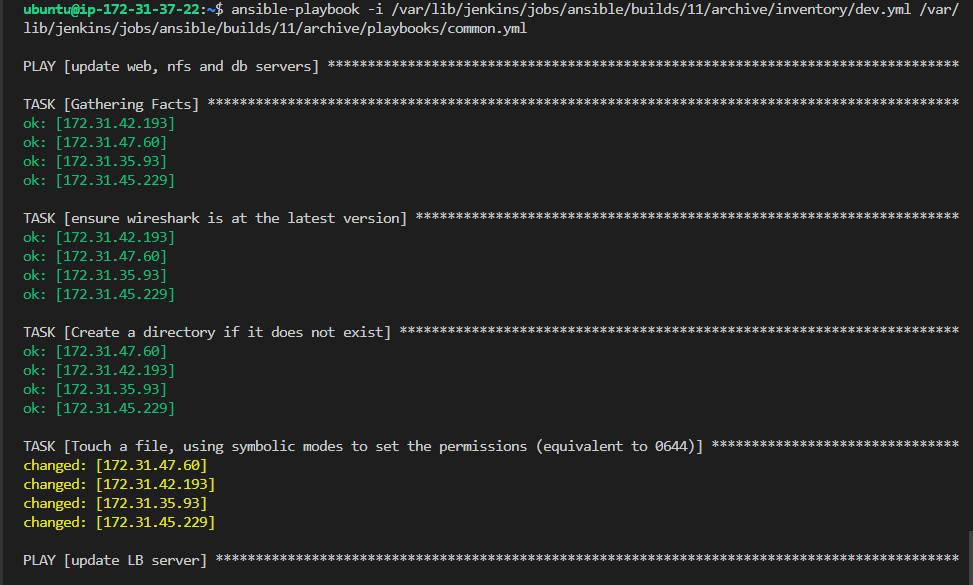 ubuntu@ip-172-31-37-22:~$ ansible-playbook -i /var/lib/jenkins/jobs/ansible/builds/11/archive/inventory/dev.yml /var/
lib/jenkins/jobs/ansible/builds/11/archive/playbooks/common.yml
PLAY [update web, nfs and db servers] *******************************************************************************
TASK [Gathering Facts] **********************************************************************************************
ok: [172.31.42.193]
ok: [172.31.47.60]
ok: [172.31.35.93]
ok: [172.31.45.229]
TASK [ensure wireshark is at the latest version] ********************************************************************
ok: [172.31.42.193]
ok: [172.31.47.60]
ok: [172.31.35.93]
ok: [172.31.45.229]
TASK [Create a directory if it does not exist] **********************************************************************
ok: [172.31.47.60]
ok: [172.31.42.193]
ok: [172.31.35.93]
ok: [172.31.45.229]
TASK [Touch a file, using symbolic modes to set the permissions (equivalent to 0644)] *******************************
changed: [172.31.47.60]
changed: [172.31.42.193]
changed: [172.31.35.93]
changed: [172.31.45.229]
PLAY [update LB server] *********************************************************************************************